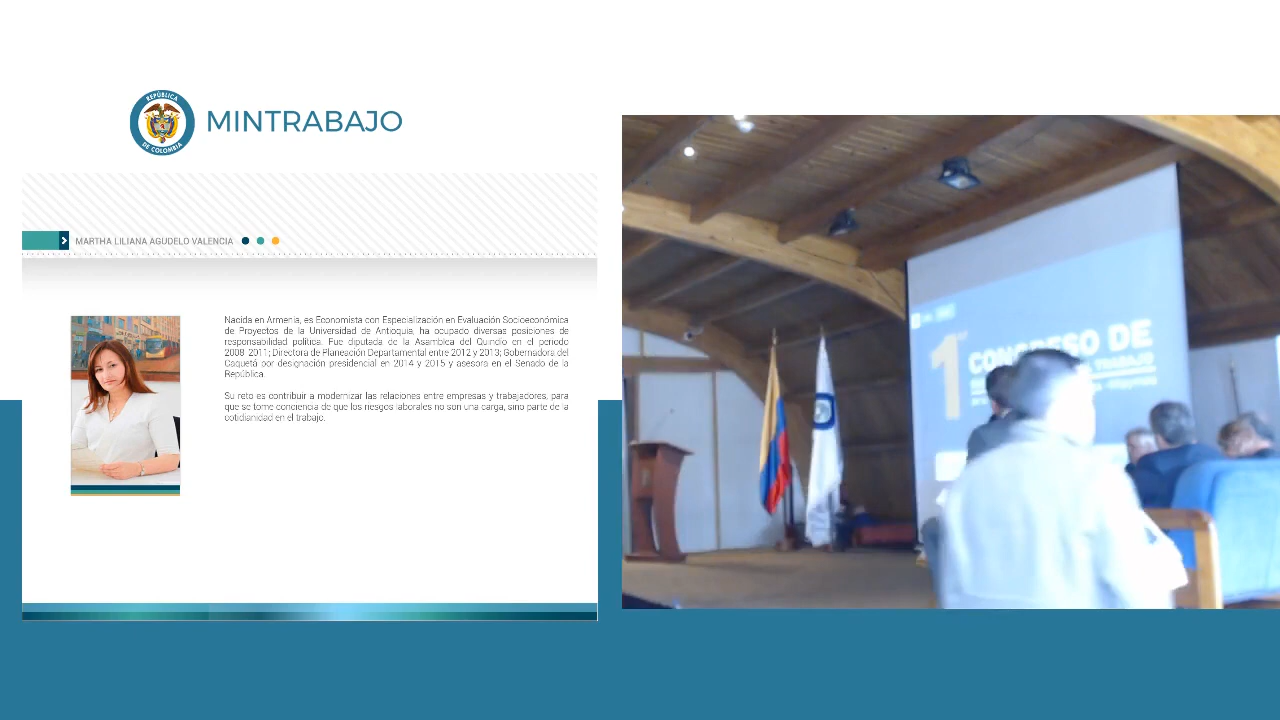 REPÚBLICA
DE COLOMBIA
MINTRABAJO
MARTHA LILIANA AGUDELO VALENCIA
Nacida en Armenia, es Economista con Especialización en Evaluación Socioeconómica
de Proyectos de la Universidad de Antioquia, ha ocupado diversas posiciones de
responsabilidad política. Fue diputada de la Asamblea del Quindío en el periodo
2008-2011; Directora de Planeación Departamental entre 2012 y 2013; Gobernadora del
Caquetá por designación presidencial en 2014 y 2015 y asesora en el Senado de la
República.
Su reto es contribuir a modernizar las relaciones entre empresas y trabajadores, para
que se tome conciencia de que los riesgos laborales no son una carga, sino parte de la
cotidianidad en el trabajo.
1
CONGRESO DE
TRABAJO